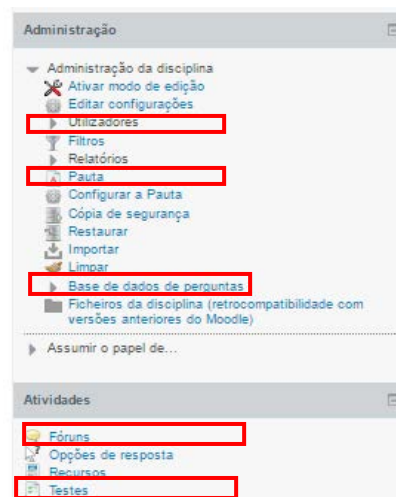 Administração
Administração da disciplina
Ativar modo de edição
Editar configurações
Utilizadores
Filtros
Relatórios
Pauta
Configurar a Pauta
Cópia de segurança
Restaurar
Importar
Limpar
Base de dados de perguntas
Ficheiros da disciplina (retrocompatibilidade com
versões anteriores do Moodle)
Assumir o papel de...
Atividades
Fóruns
Opções de resposta
Recursos
Testes